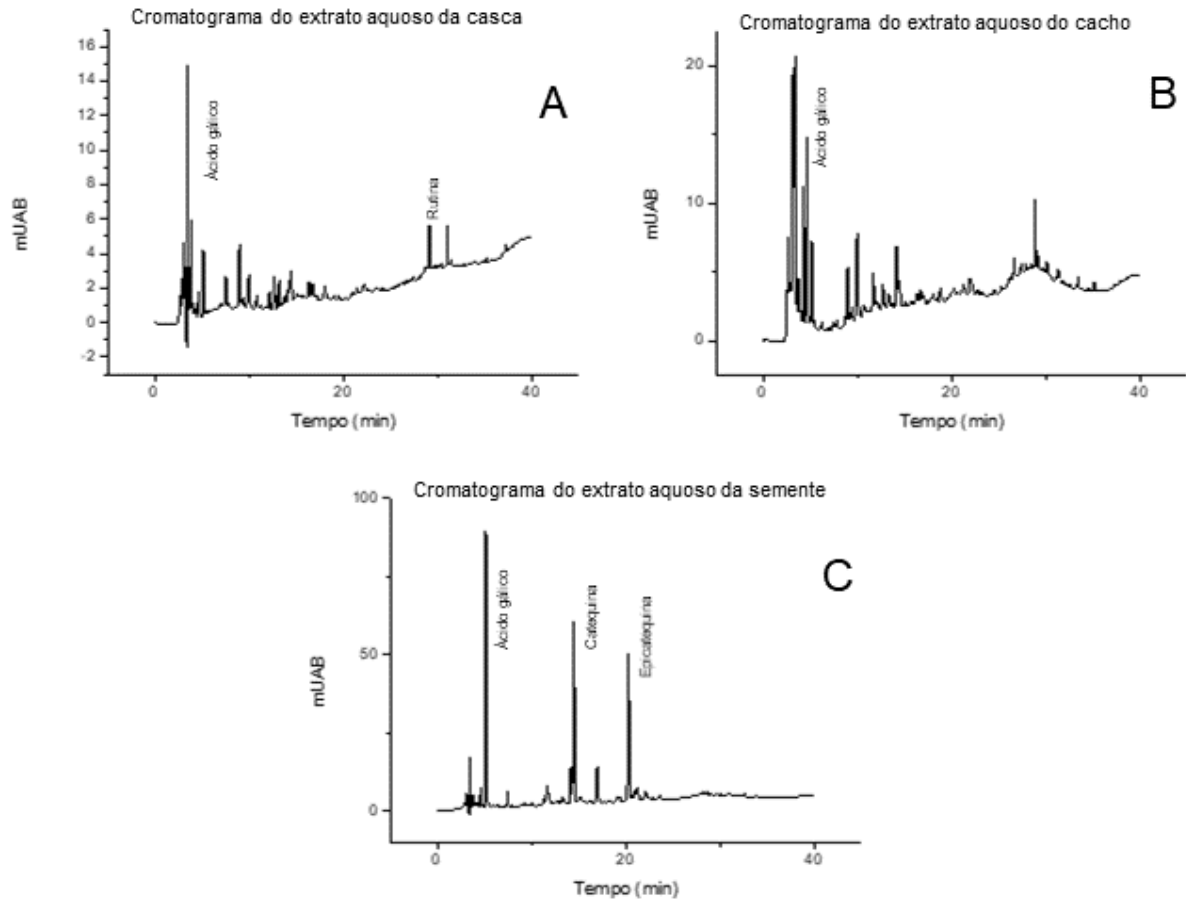 Cromatograma do extrato aquoso da casca
A
16
14
12
10
8
6
4
2
0
-2
mUAB
Ácido gálico
Rutina
0
20
40
Tempo (min)
Cromatograma do extrato aquoso do cacho
B
20
10
0
mUAB
Ácido gálico
0
20
40
Tempo (min)
Cromatograma do extrato aquoso da semente
C
100
50
0
mUAB
Ácido gálico
Catequina
Epicatequina
0
20
40
Tempo (min)